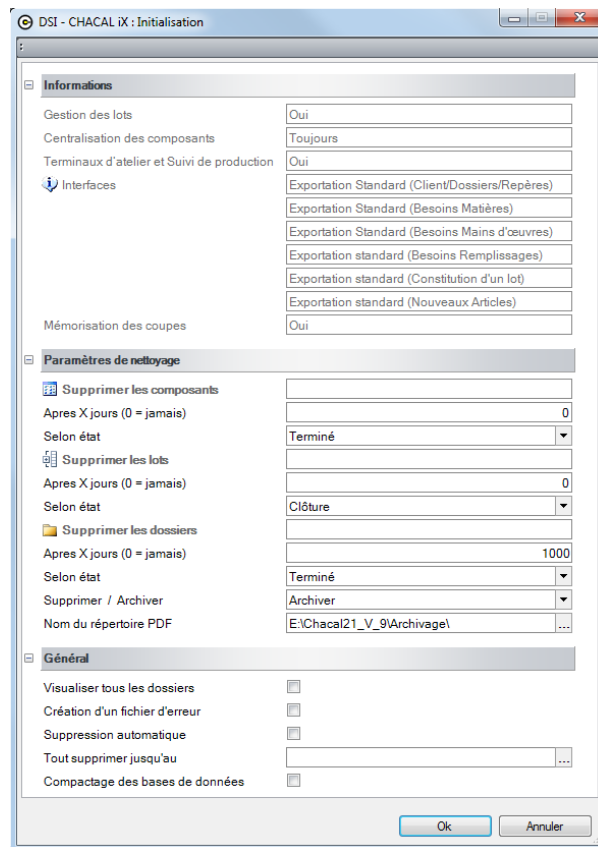 DSI - CHACAL iX : Initialisation
Informations
Gestion des lots Oui
Centralisation des composants Toujours
Terminaux d'atelier et Suivi de production Oui
Interfaces Exportation Standard (Client/Dossiers/Repères)
Exportation Standard (Besoins Matières)
Exportation Standard (Besoins Mains d'œuvres)
Exportation standard (Besoins Remplissages)
Exportation standard (Constitution d'un lot)
Exportation standard (Nouveaux Articles)
Mémorisation des coupes Oui
Paramètres de nettoyage
Supprimer les composants
Apres X jours (0 = jamais) 0
Selon état Terminé
Supprimer les lots
Apres X jours (0 = jamais) 0
Selon état Clôture
Supprimer les dossiers
Apres X jours (0 = jamais) 1000
Selon état Terminé
Supprimer / Archiver Archiver
Nom du répertoire PDF E:\Chacal21_V_9\Archivage\ ...
Général
Visualiser tous les dossiers
Création d'un fichier d'erreur
Suppression automatique
Tout supprimer jusqu'au ...
Compactage des bases de données
Ok Annuler